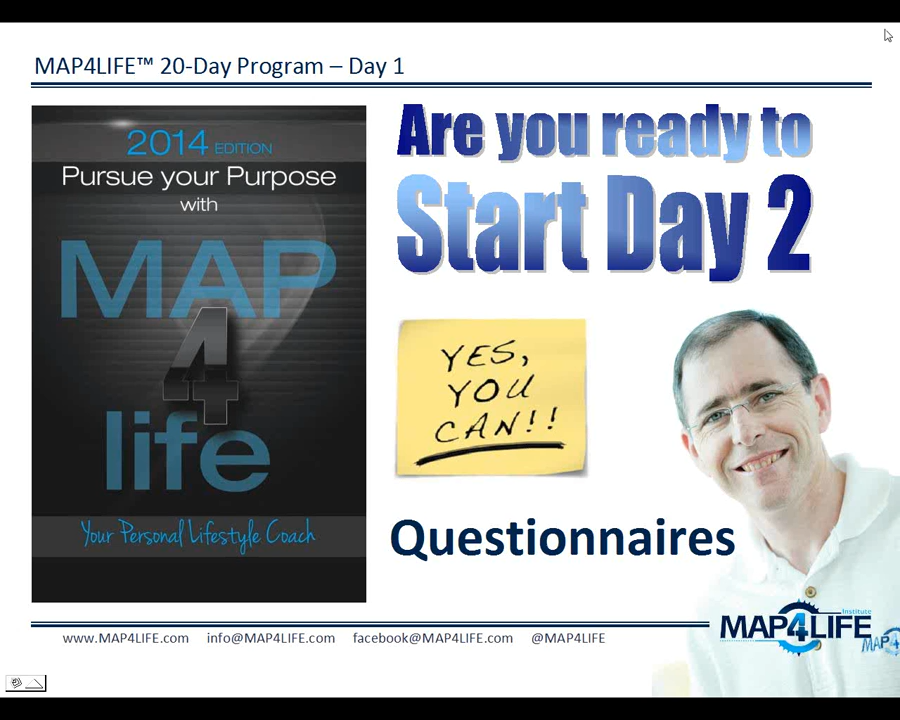 MAP4LIFE™ 20-Day Program – Day 1
2014 EDITION
Pursue your Purpose
with
MAP
4
life
Your Personal Lifestyle Coach
Are you ready to
Start Day 2
YES,
YOU
CAN!!
Questionnaires
www.MAP4LIFE.com info@MAP4LIFE.com facebook@MAP4LIFE.com @MAP4LIFE
Institute
MAP4LIFE
MAP4